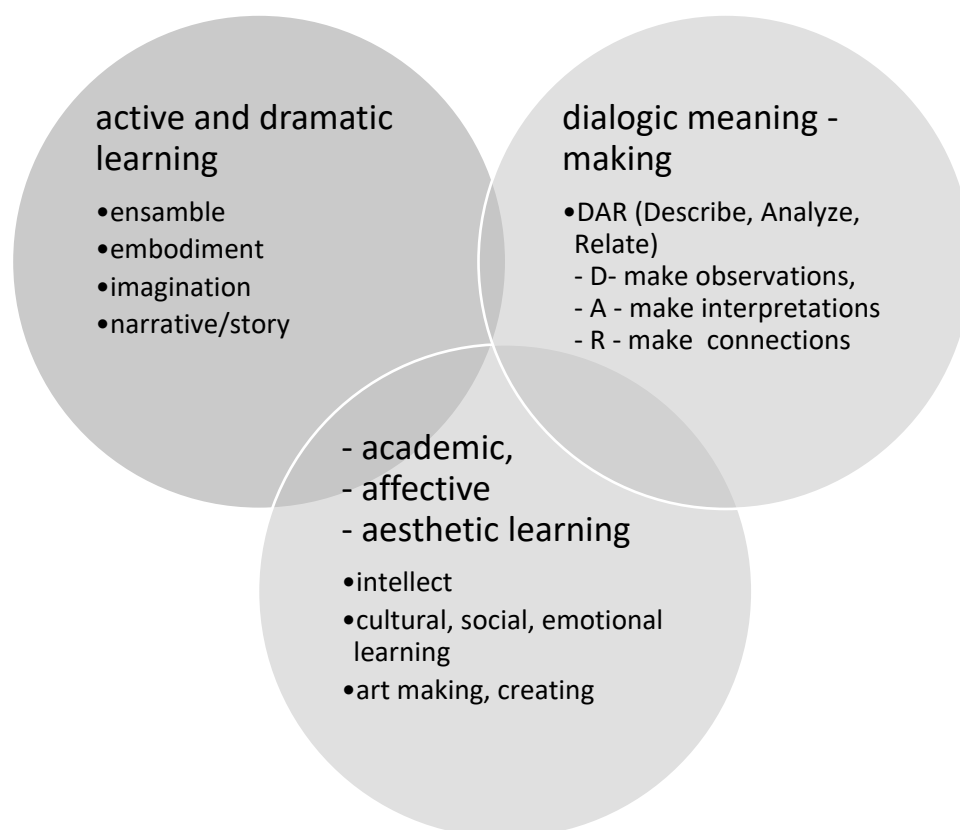 active and dramatic
learning
•ensamble
•embodiment
•imagination
•narrative/story
dialogic meaning -
making
•DAR (Describe, Analyze,
Relate)
- D- make observations,
- A - make interpretations
- R - make  connections
- academic,
- affective
- aesthetic learning
•intellect
•cultural, social, emotional
learning
•art making, creating